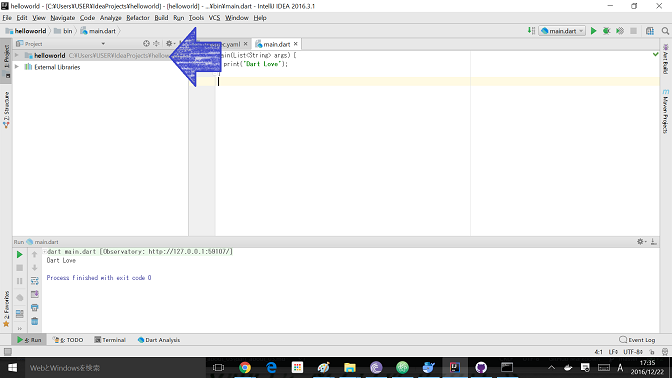 helloworld - [C:¥Users¥USER¥IdeaProjects¥helloworld] - [helloworld] - ...¥bin¥main.dart - IntelliJ IDEA 2016.3.1
File Edit View Navigate Code Analyze Refactor Build Run Tools VCS Window Help
helloworld bin main.dart
main.dart
Project
.yaml main.dart
1: Project
helloworld C:¥Users¥USER¥IdeaProjects¥hellow
(List<String> args) {
External Libraries
print("Dart Love");
Ant Build
Maven Projects
2: Structure
Run main.dart
dart main.dart [Observatory: http://127.0.0.1:59107/]
Dart Love
Process finished with exit code 0
2: Favorites
4: Run 6: TODO Terminal Dart Analysis Event Log
4:1 LF÷ UTF-8÷
WebとWindowsを検索
A 17:35
2016/12/22